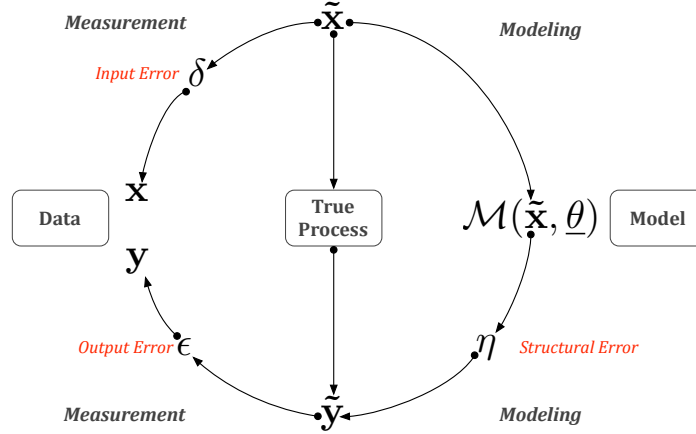 Measurement
x̃
Modeling
Input Error
δ
x
Data
True
Process
ℳ(x̃, θ̲)
Model
y
Output Error
ϵ
η
Structural Error
Measurement
ỹ
Modeling